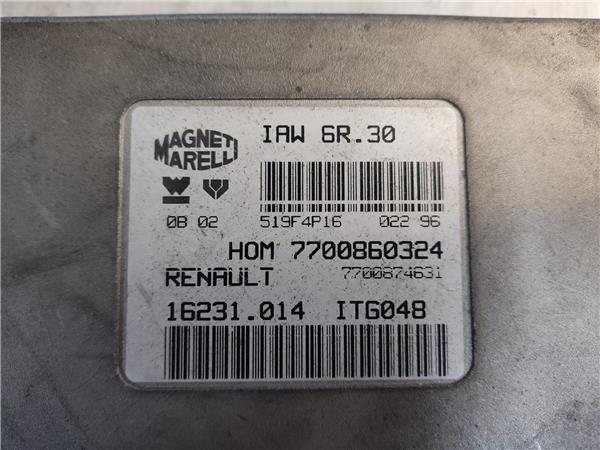 MAGNETI
MARELLI
IAW 6R.30
0B 02 519F4P16 022 96
HOM 7700860324
RENAULT 7700874631
16231.014 ITG048